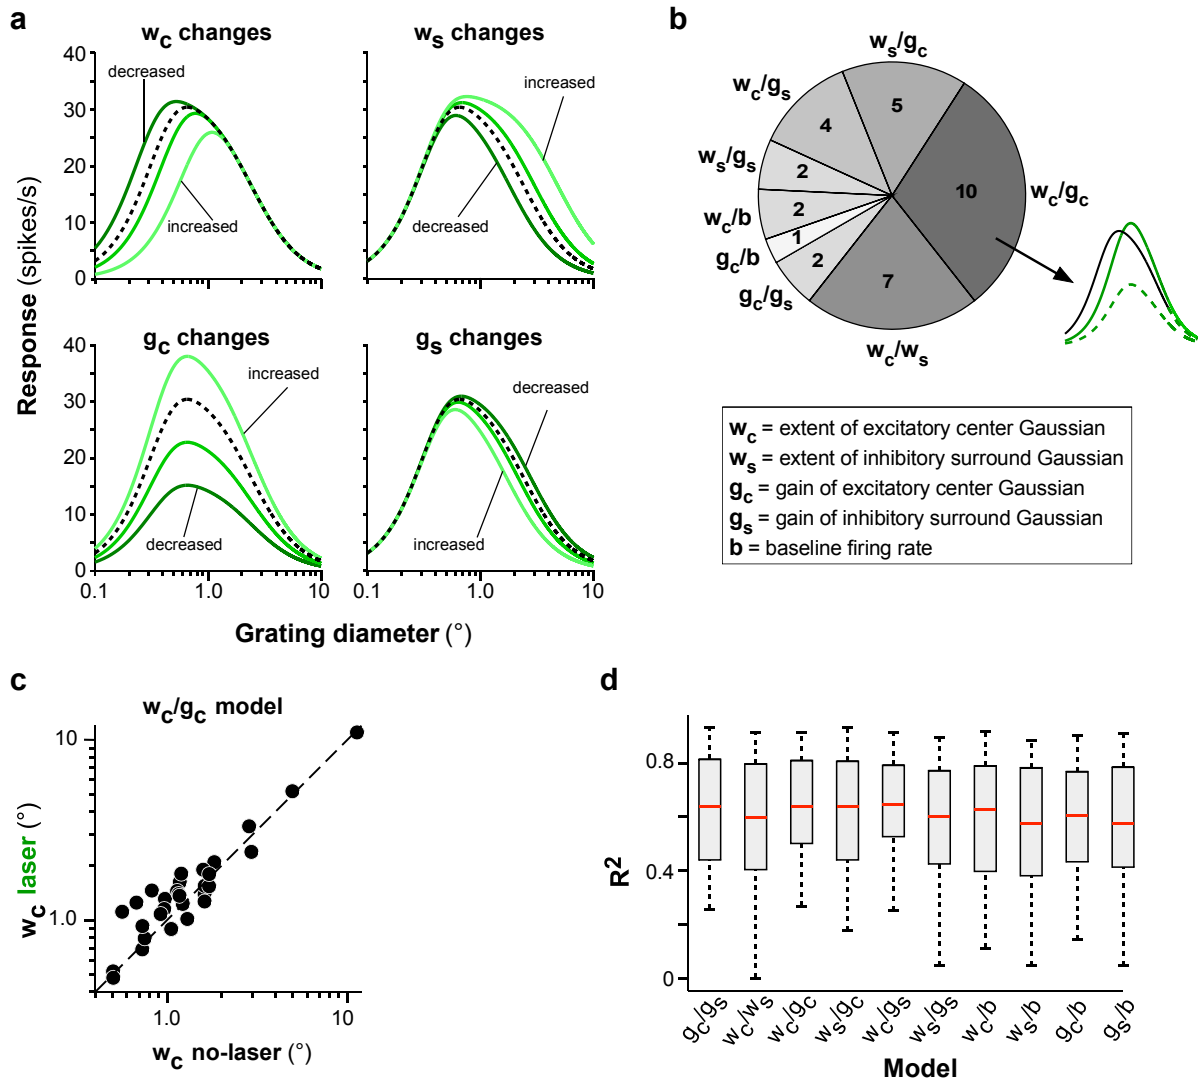 a
w_c changes
w_s changes
Response (spikes/s)
40
30
20
10
0
decreased
increased
increased
decreased
g_c changes
g_s changes
40
30
20
10
0
increased
decreased
decreased
increased
0.1
1.0
10
0.1
1.0
10
Grating diameter (°)
b
w_s/g_c
w_c/g_s
w_s/g_s
w_c/b
g_c/b
g_c/g_s
w_c/w_s
w_c/g_c
5
4
2
2
1
2
7
10
w_c = extent of excitatory center Gaussian
w_s = extent of inhibitory surround Gaussian
g_c = gain of excitatory center Gaussian
g_s = gain of inhibitory surround Gaussian
b = baseline firing rate
c
w_c/g_c model
w_c laser (°)
10
1.0
1.0
10
w_c no-laser (°)
d
R²
0.8
0.4
0
g_c/g_s
w_c/w_s
w_c/g_c
w_s/g_c
w_c/g_s
w_s/g_s
w_c/b
w_s/b
g_c/b
g_s/b
Model